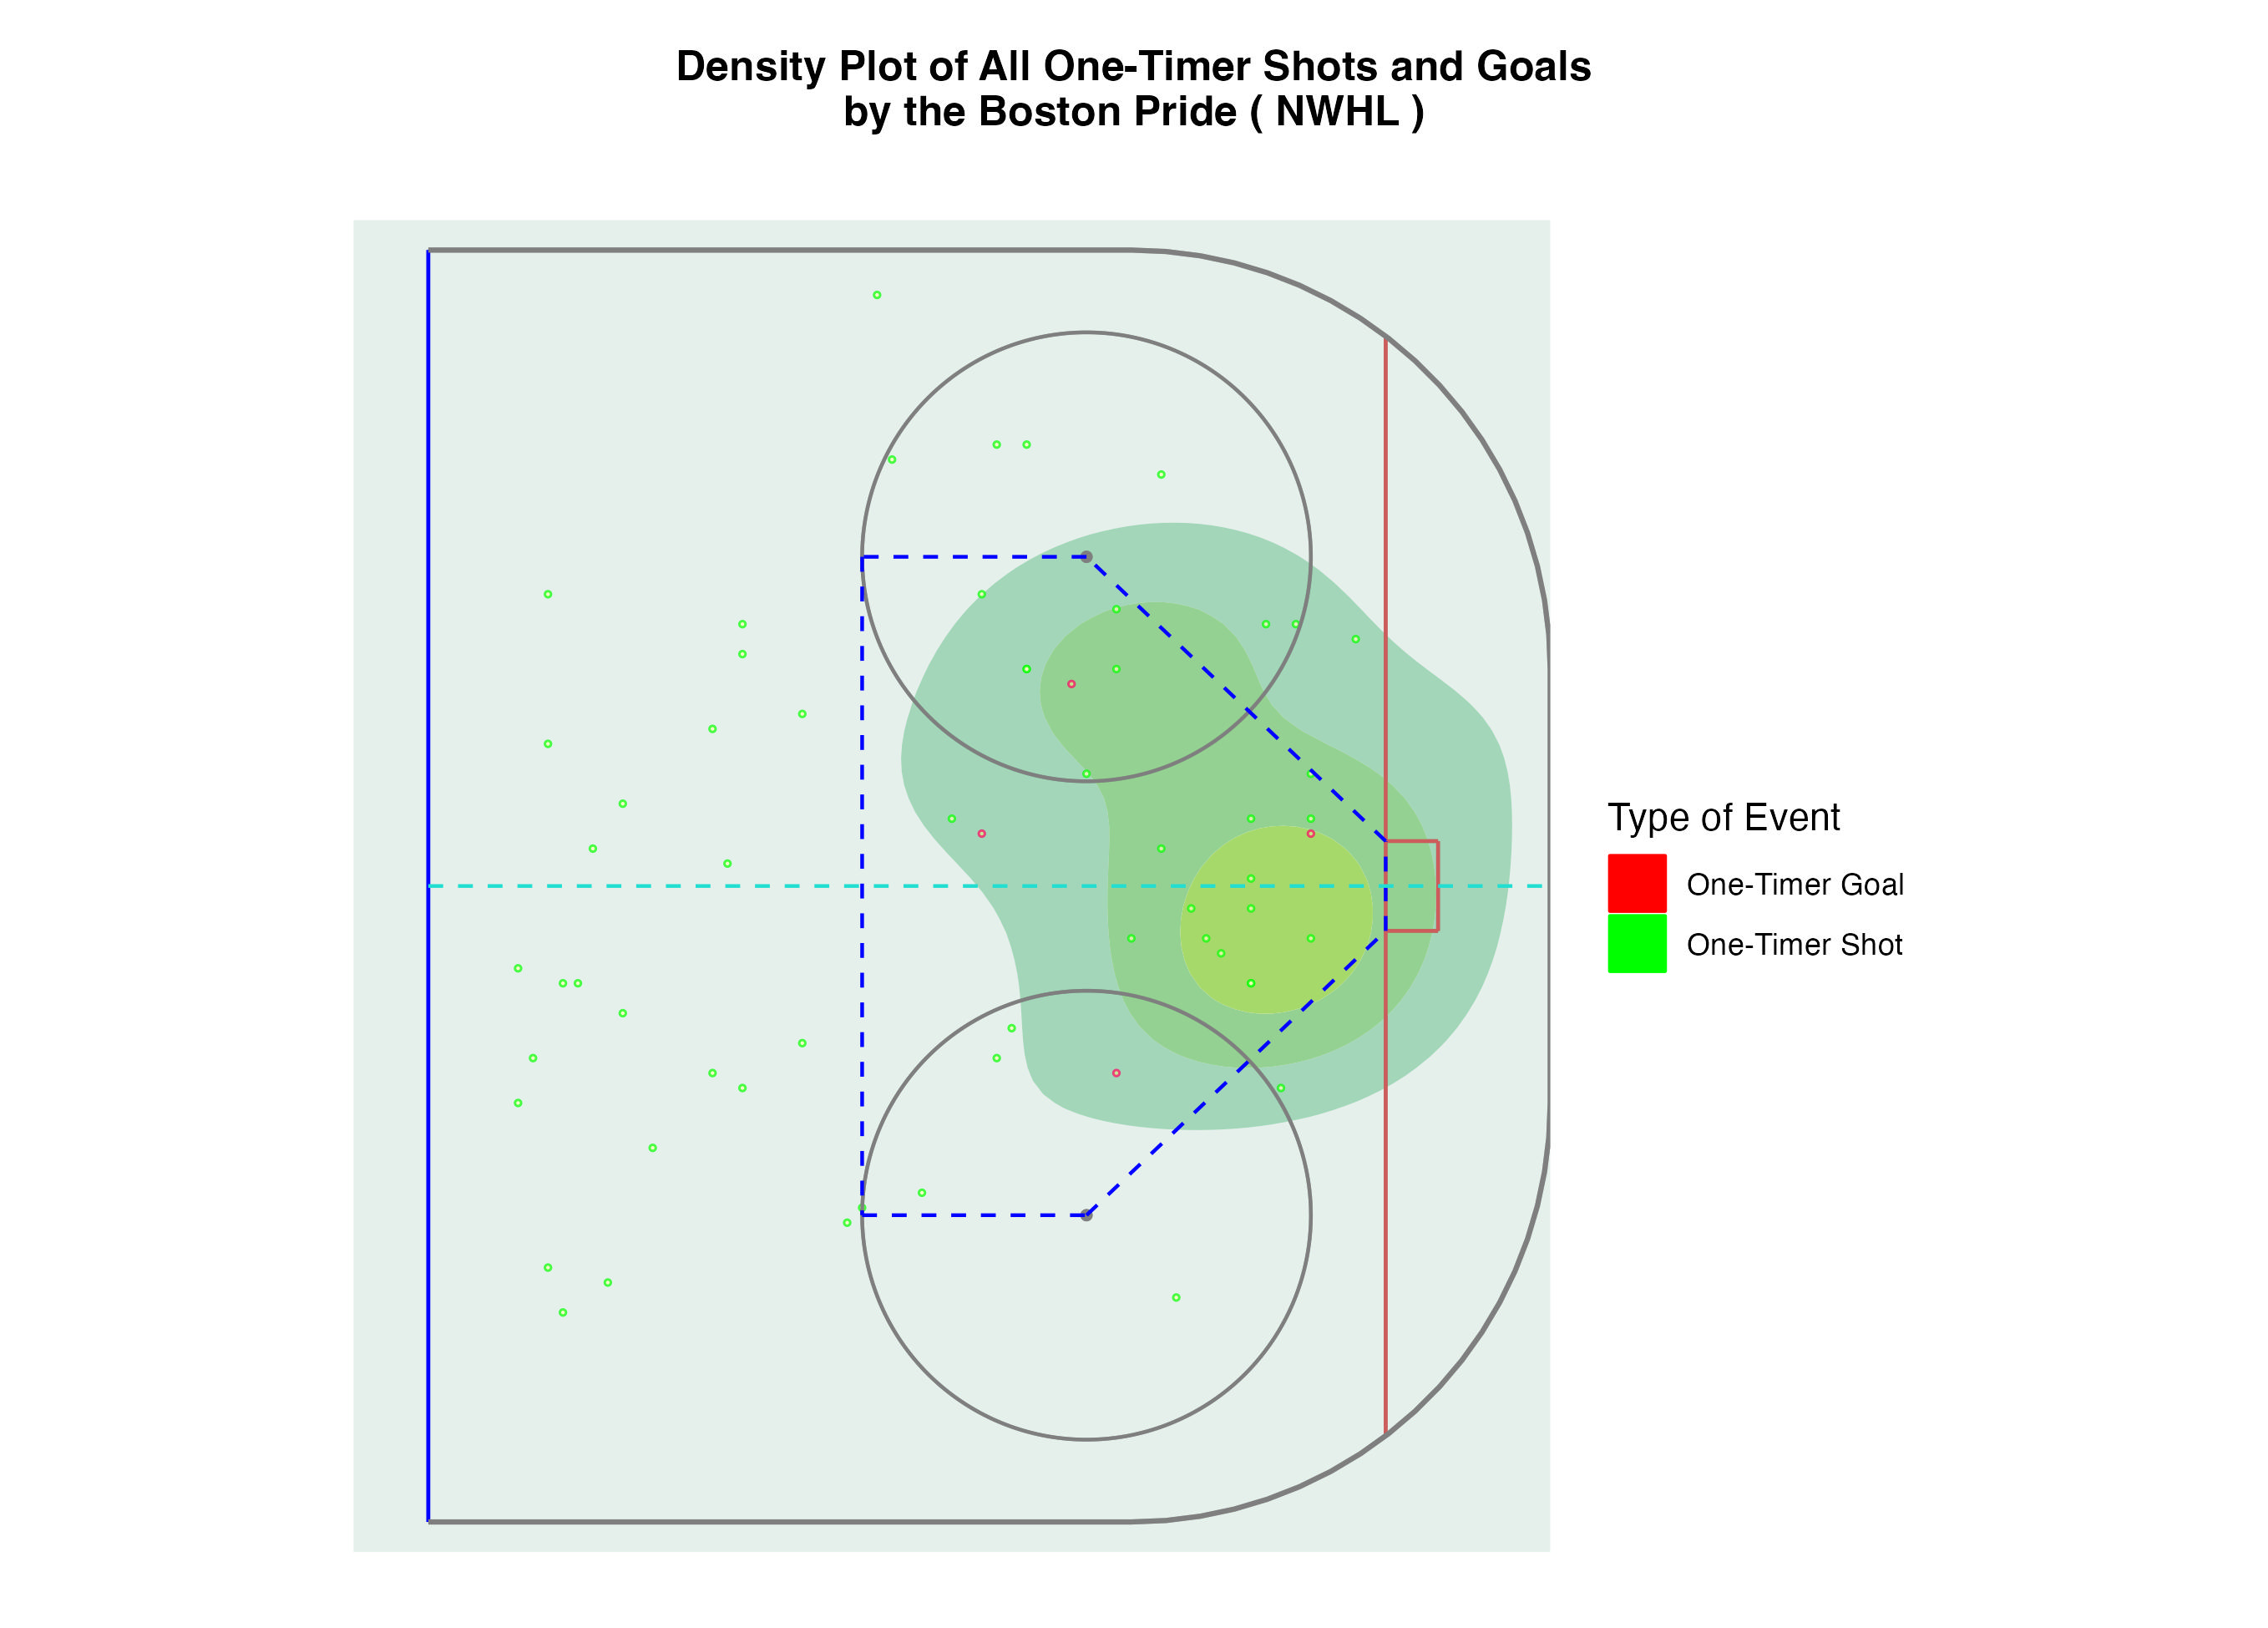 Density Plot of All One-Timer Shots and Goals
by the Boston Pride ( NWHL )
Type of Event
One-Timer Goal
One-Timer Shot